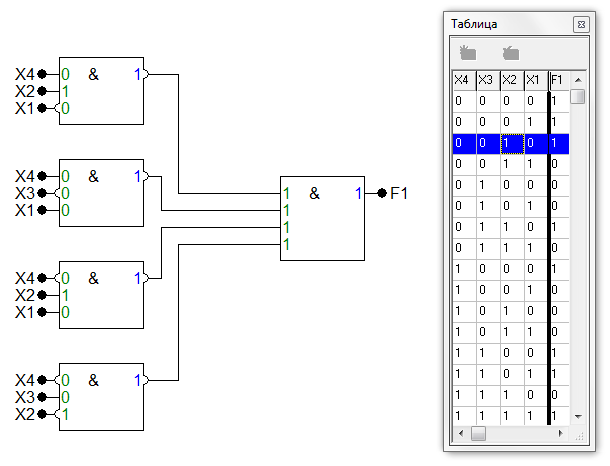 X4 0 & 1
X2 1
X1 0
X4 0 & 1
X3 0
X1 0
X4 0 & 1
X2 1
X1 0
X4 0 & 1
X3 0
X2 1
1 & 1 F1
1
1
1
Таблица
X4 X3 X2 X1 F1
0 0 0 0 1
0 0 0 1 1
0 0 1 0 1
0 0 1 1 0
0 1 0 0 0
0 1 0 1 0
0 1 1 0 0
0 1 1 1 0
1 0 0 0 0
1 0 0 1 0
1 0 1 0 0
1 0 1 1 0
1 1 0 0 1
1 1 0 1 1
1 1 1 0 0
1 1 1 1 1